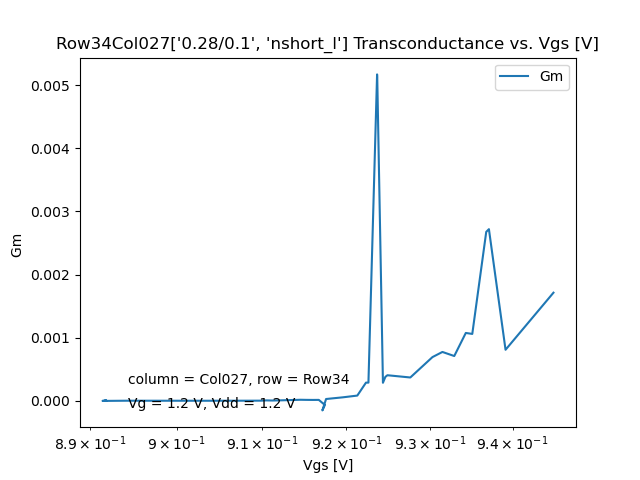 Row34Col027['0.28/0.1', 'nshort_l'] Transconductance vs. Vgs [V]
Gm
0.005
0.004
0.003
0.002
0.001
0.000
Gm
column = Col027, row = Row34
Vg = 1.2 V, Vdd = 1.2 V
8.9 × 10⁻¹ 9 × 10⁻¹ 9.1 × 10⁻¹ 9.2 × 10⁻¹ 9.3 × 10⁻¹ 9.4 × 10⁻¹
Vgs [V]